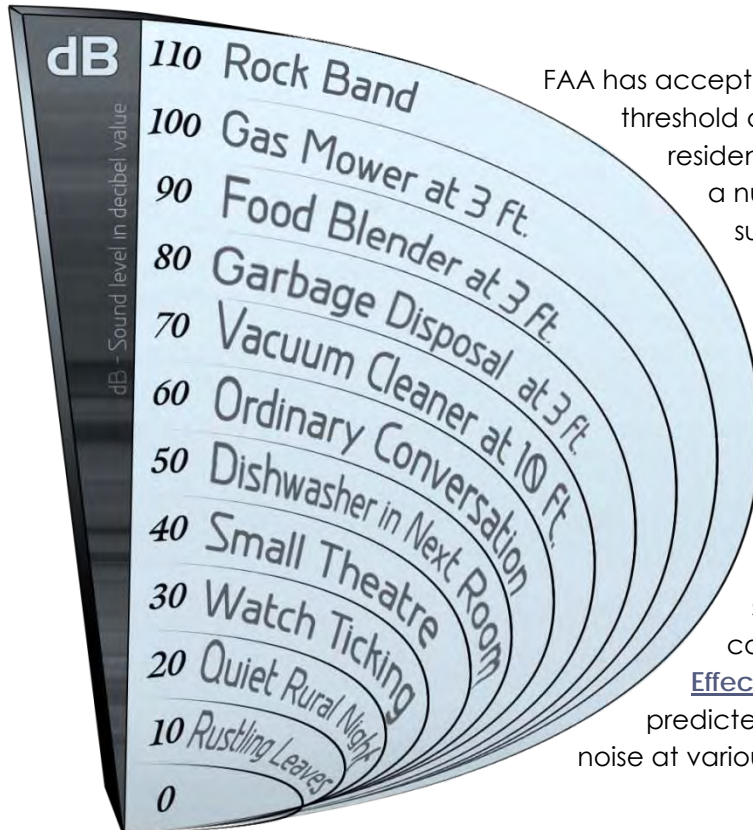 dB
dB - Sound level in decibel value
110 Rock Band
100 Gas Mower at 3 ft.
90 Food Blender at 3 ft.
80 Garbage Disposal at 3 ft.
70 Vacuum Cleaner at 10 ft.
60 Ordinary Conversation
50 Dishwasher in Next Room
40 Small Theatre
30 Watch Ticking
20 Quiet Rural Night
10 Rustling Leaves
0
FAA has accept
threshold
residen
a nu
su
co
Effec
predicte
noise at variou